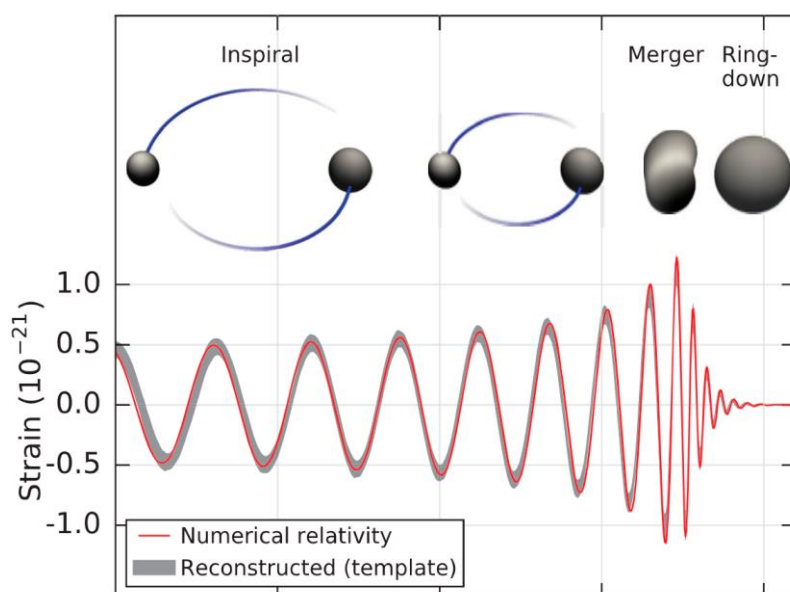 Inspiral
Merger
Ring-
down
Strain (10⁻²¹)
1.0
0.5
0.0
-0.5
-1.0
Numerical relativity
Reconstructed (template)